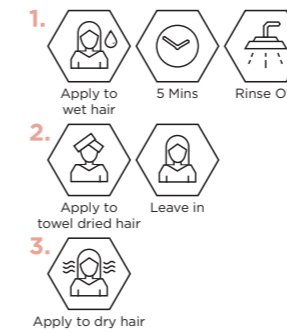 1.
Apply to
wet hair
5 Mins
Rinse O
2.
Apply to
towel dried hair
Leave in
3.
Apply to dry hair